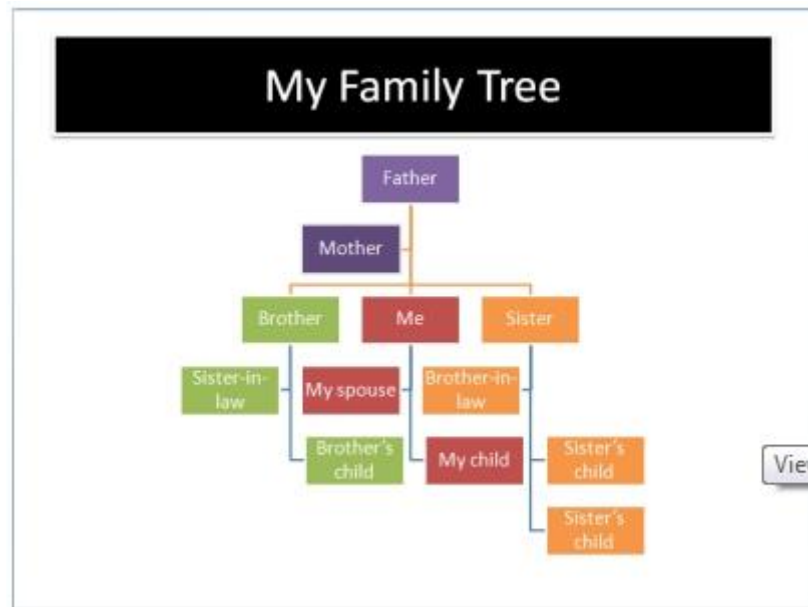 My Family Tree
Father
Mother
Brother
Me
Sister
Sister-in-
law
My spouse
Brother-in-
law
Brother's
child
My child
Sister's
child
Sister's
child